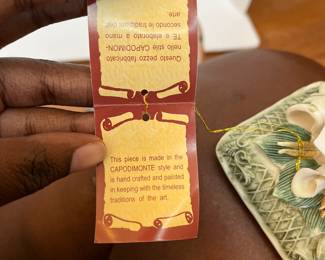 Questo pezzo fabbricato
nello stile CAPODIMON-
TE è elaborato a mano
secondo le tradizioni dell'
arte
This piece is made in the
CAPODIMONTE style and
is hand crafted and painted
in keeping with the timeless
traditions of the art.